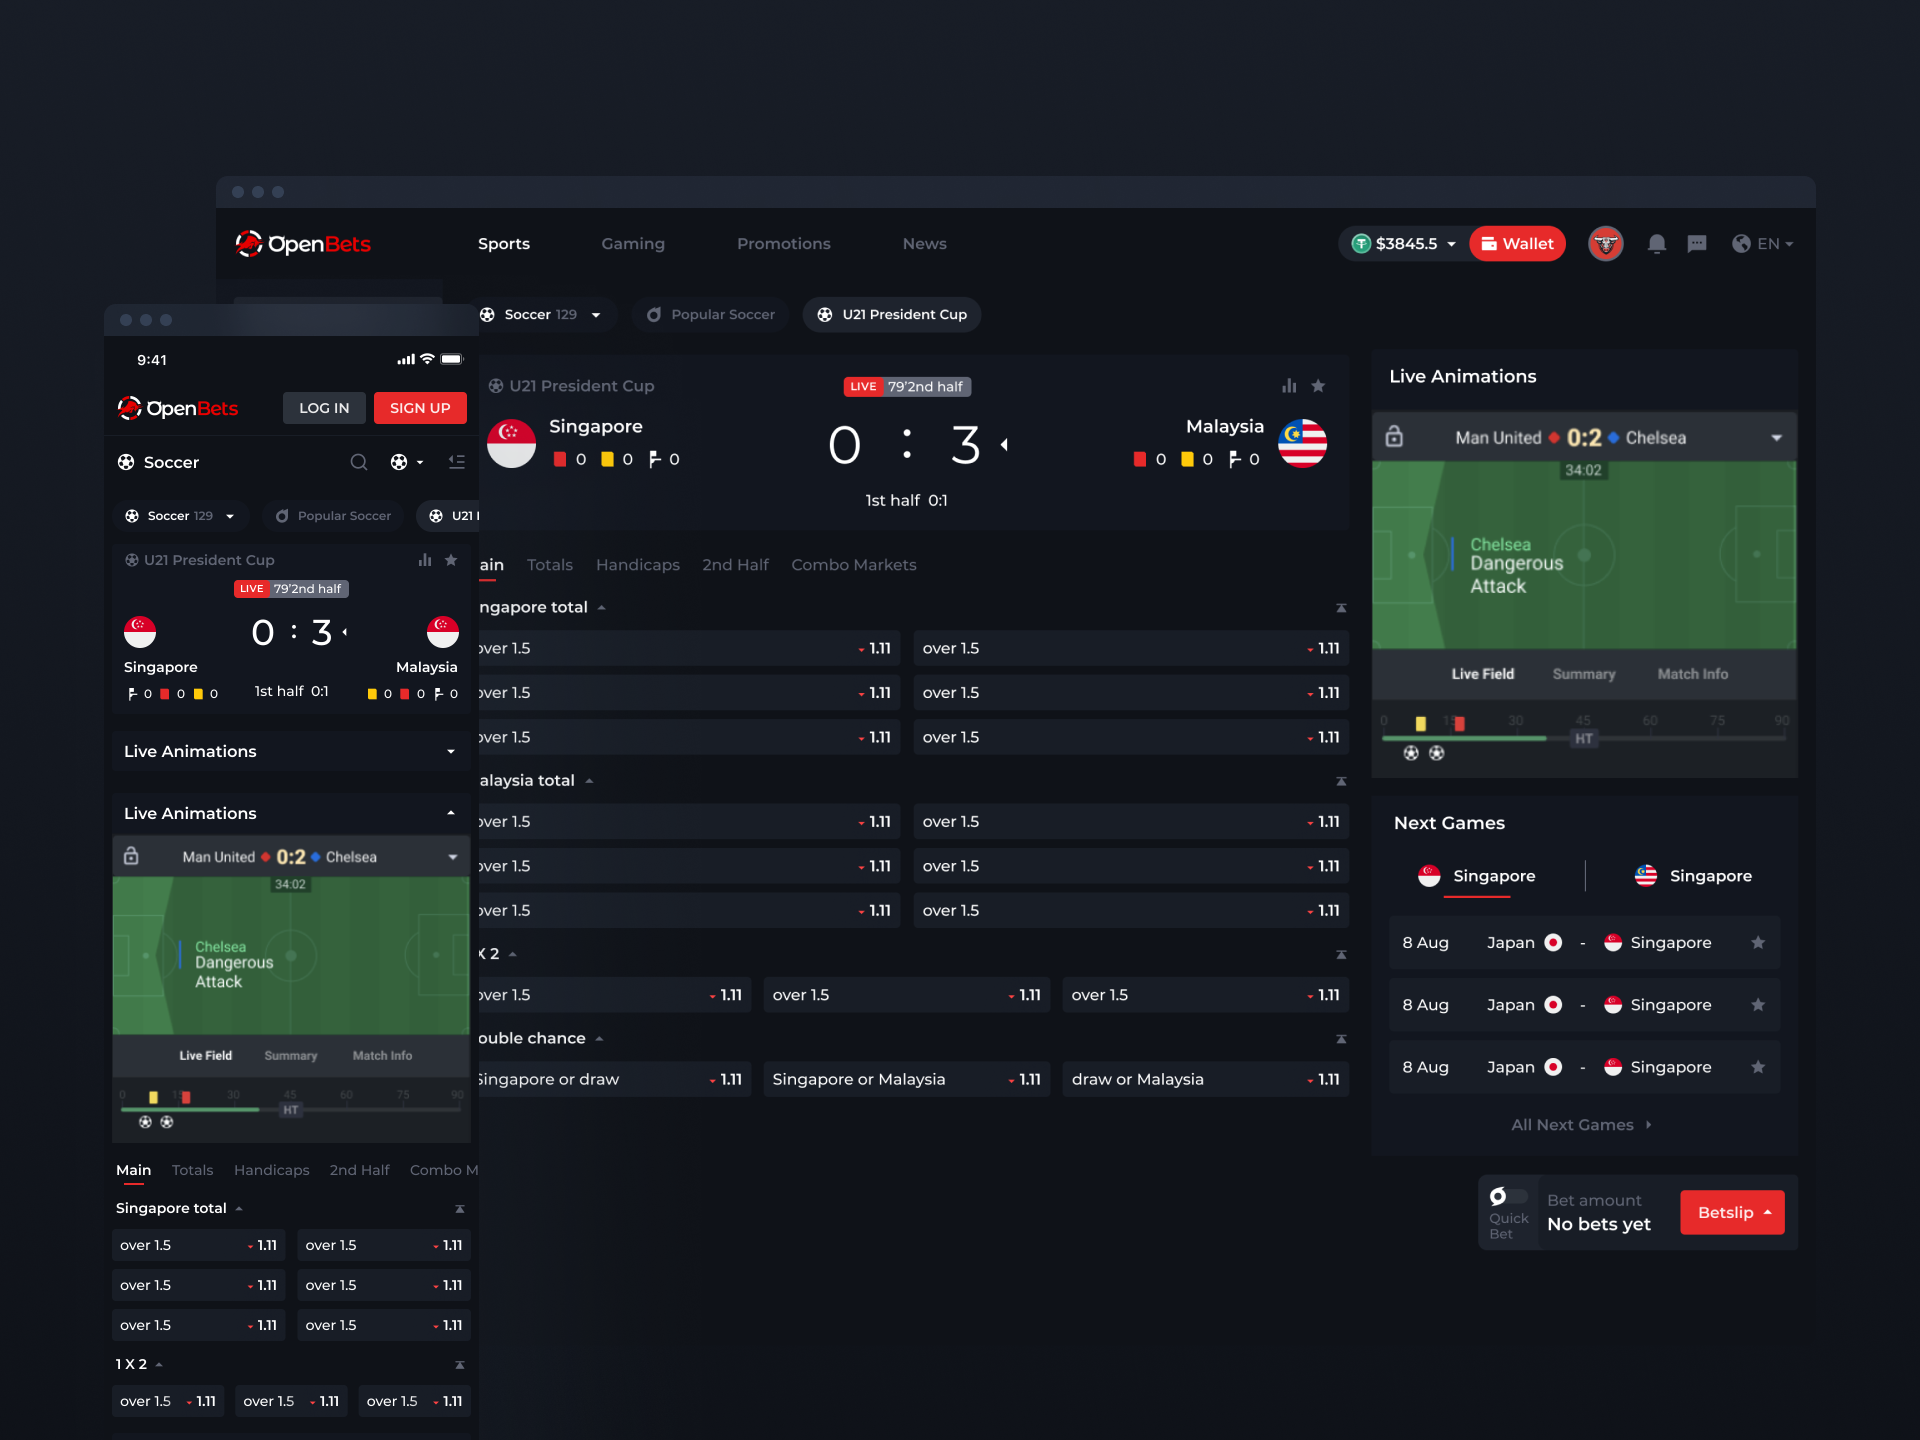 OpenBets
Sports
Gaming
Promotions
News
$3845.5
Wallet
EN
Soccer 129
Popular Soccer
U21 President Cup
U21 President Cup
LIVE 79'2nd half
Singapore
0 0 0
0 : 3
1st half 0:1
Malaysia
0 0 0
ain
Totals
Handicaps
2nd Half
Combo Markets
ngapore total
over 1.5 1.11
over 1.5 1.11
over 1.5 1.11
over 1.5 1.11
over 1.5 1.11
over 1.5 1.11
alaysia total
over 1.5 1.11
over 1.5 1.11
over 1.5 1.11
over 1.5 1.11
over 1.5 1.11
over 1.5 1.11
X 2
over 1.5 1.11
over 1.5 1.11
over 1.5 1.11
ouble chance
Singapore or draw 1.11
Singapore or Malaysia 1.11
draw or Malaysia 1.11
Live Animations
Man United 0:2 Chelsea
34:02
Chelsea
Dangerous
Attack
Live Field
Summary
Match Info
0 15 30 45 60 75 90
HT
Next Games
Singapore
Singapore
8 Aug Japan - Singapore
8 Aug Japan - Singapore
8 Aug Japan - Singapore
All Next Games
Quick
Bet
Bet amount
No bets yet
Betslip
9:41
OpenBets
LOG IN
SIGN UP
Soccer
Soccer 129
Popular Soccer
U21
U21 President Cup
LIVE 79'2nd half
0 : 3
Singapore
Malaysia
0 0 0
1st half 0:1
0 0 0
Live Animations
Live Animations
Man United 0:2 Chelsea
34:02
Chelsea
Dangerous
Attack
Live Field
Summary
Match Info
0 15 30 45 60 75 90
HT
Main
Totals
Handicaps
2nd Half
Combo M
Singapore total
over 1.5 1.11
over 1.5 1.11
over 1.5 1.11
over 1.5 1.11
over 1.5 1.11
over 1.5 1.11
1 X 2
over 1.5 1.11
over 1.5 1.11
over 1.5 1.11